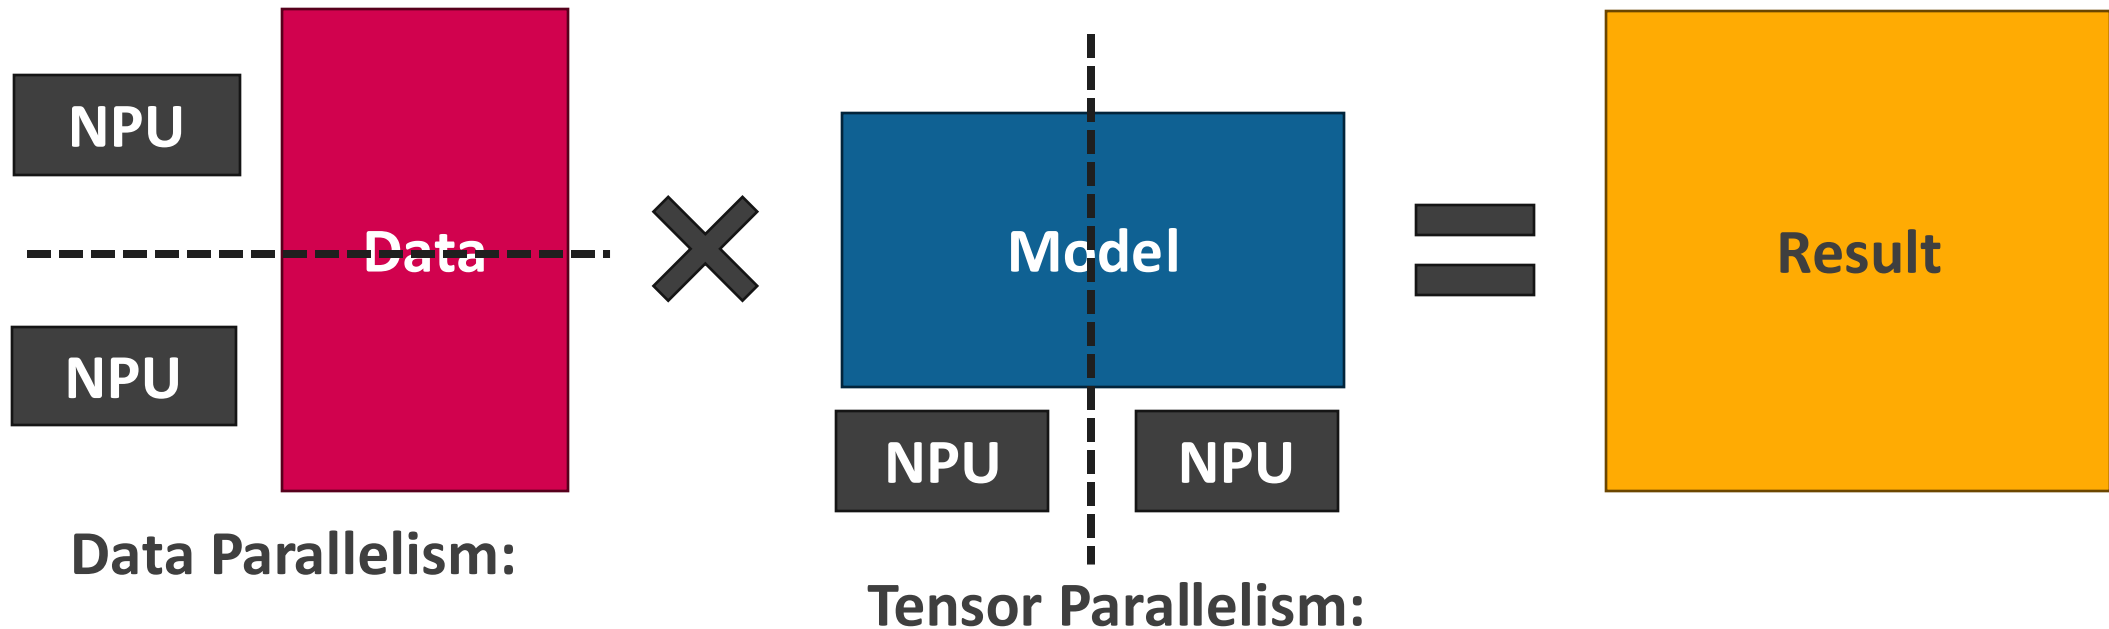 NPU
Data
NPU
Data Parallelism:
Model
NPU
NPU
Tensor Parallelism:
Result